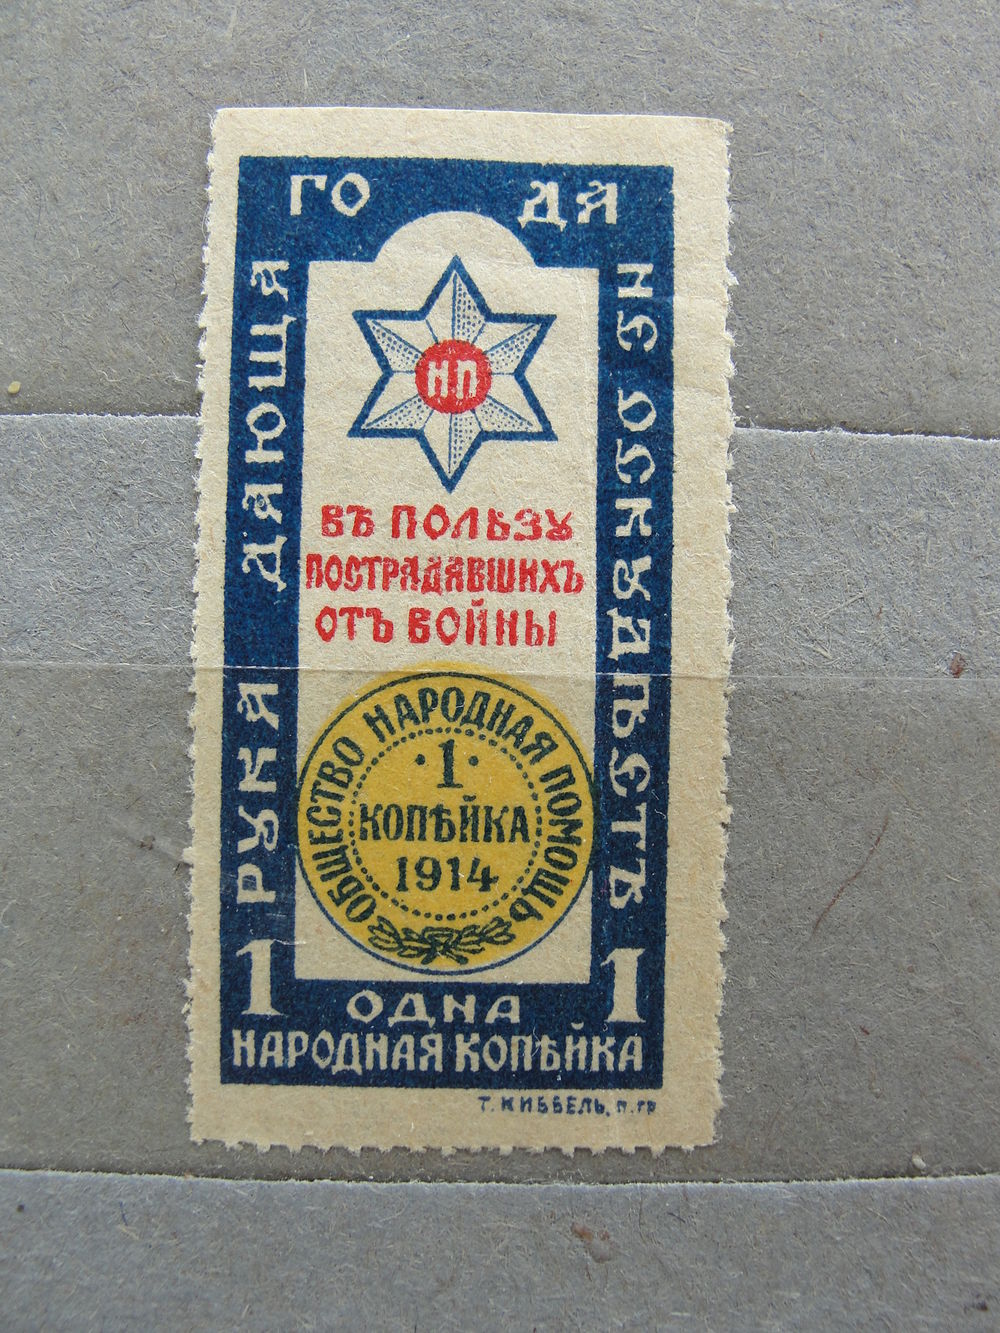 РУКА ДАЮЩА
ГО ДА
НЕ ОСКУДѢЕТЪ
НП
ВЪ ПОЛЬЗУ
ПОСТРАДАВШИХЪ
ОТЪ ВОЙНЫ
ОБЩЕСТВО НАРОДНАЯ ПОМОЩЬ
·1·
КОПѢЙКА
1914
1 1
ОДНА
НАРОДНАЯ КОПѢЙКА
Т. КИББЕЛЬ, П.ГР